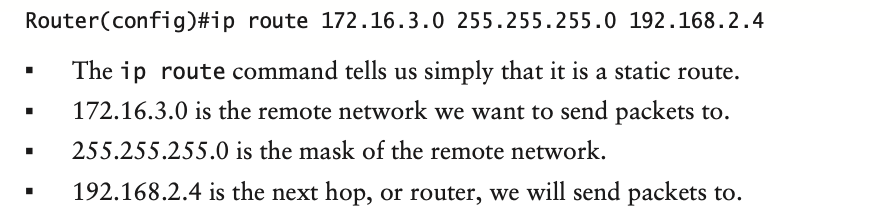 Router(config)#ip route 172.16.3.0 255.255.255.0 192.168.2.4
▪ The ip route command tells us simply that it is a static route.
▪ 172.16.3.0 is the remote network we want to send packets to.
▪ 255.255.255.0 is the mask of the remote network.
▪ 192.168.2.4 is the next hop, or router, we will send packets to.